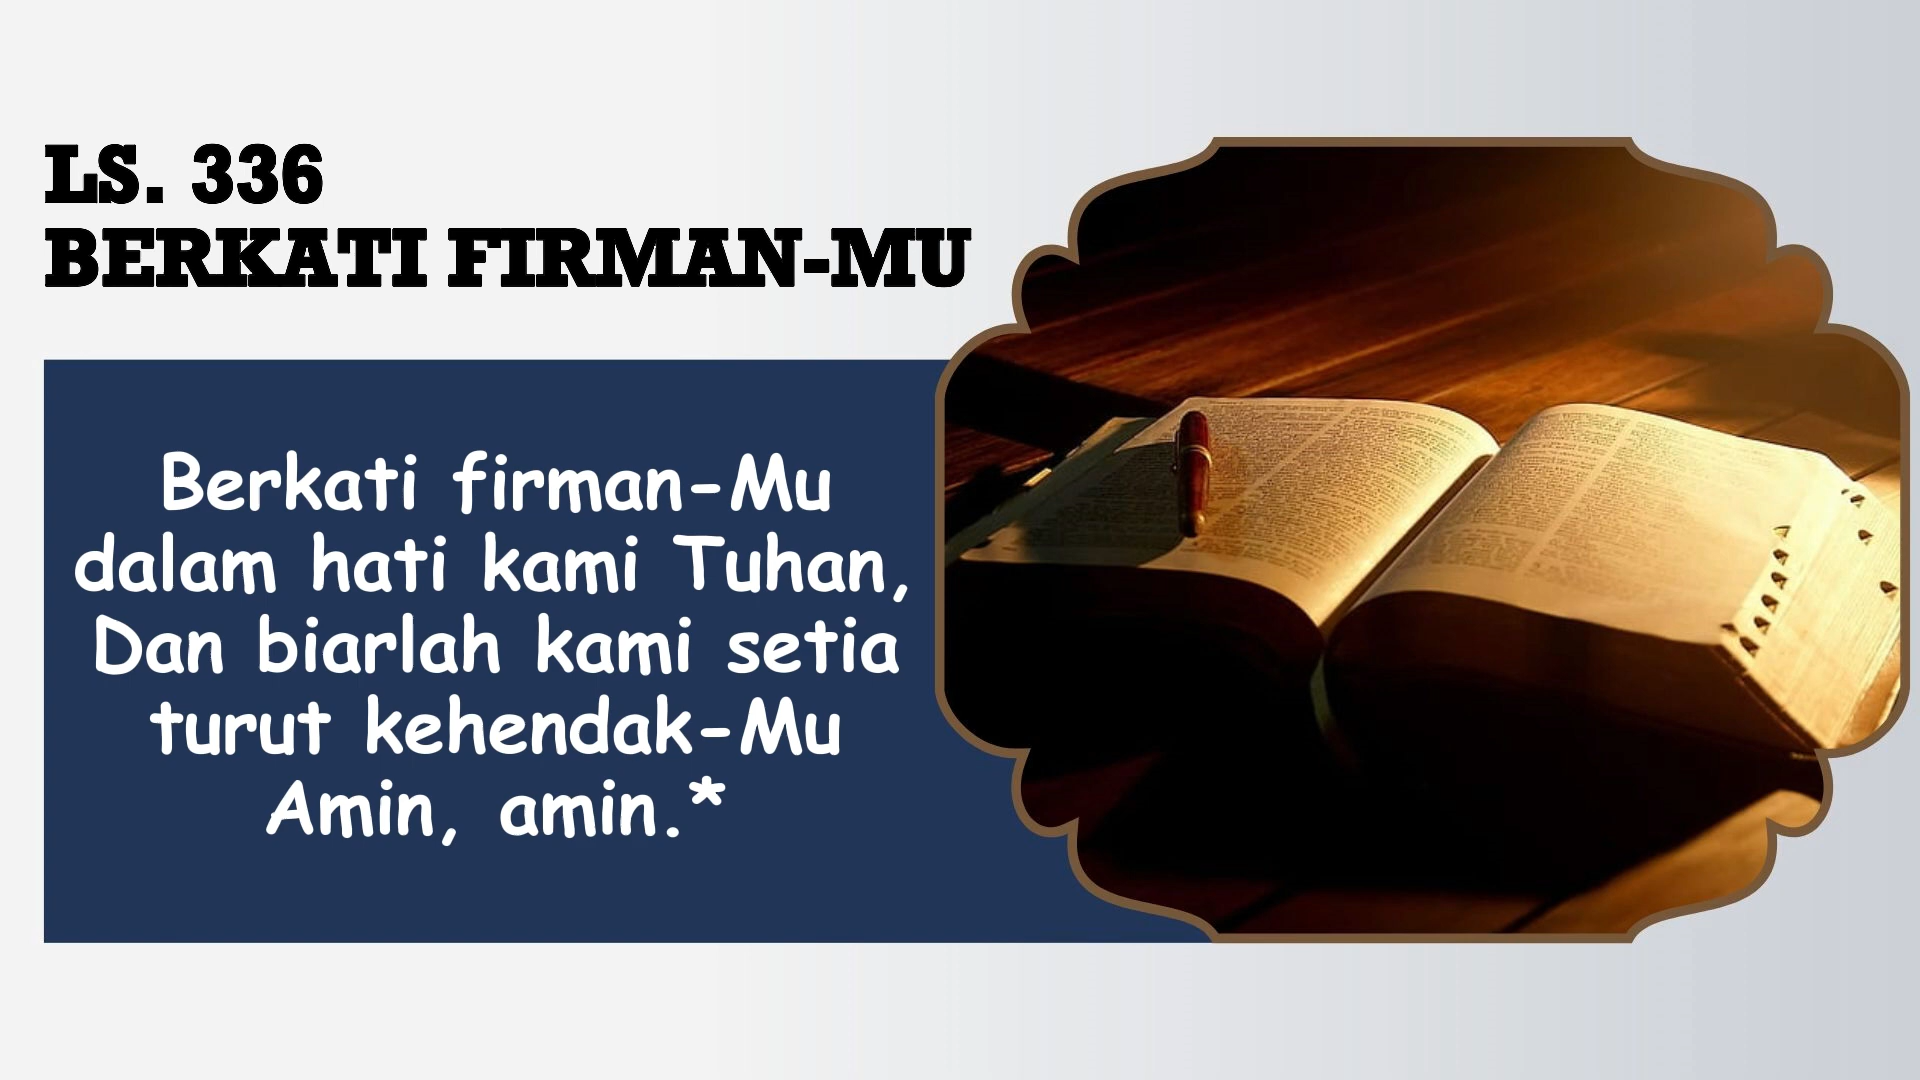 LS. 336
BERKATI FIRMAN-MU
Berkati firman-Mu
dalam hati kami Tuhan,
Dan biarlah kami setia
turut kehendak-Mu
Amin, amin.*